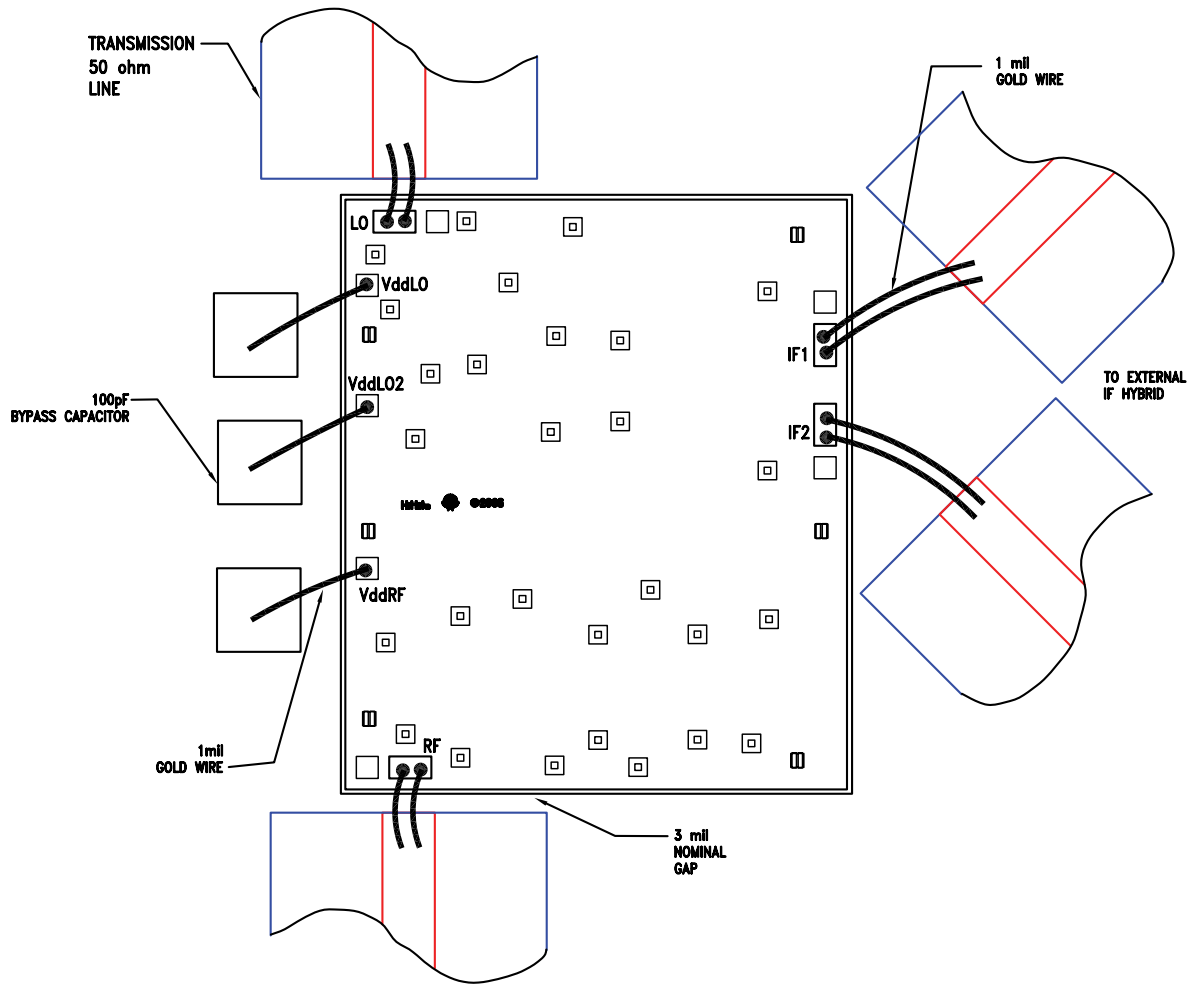 TRANSMISSION
50 ohm
LINE
1 mil
GOLD WIRE
LO
VddLO
IF1
TO EXTERNAL
IF HYBRID
VddLO2
100pF
BYPASS CAPACITOR
IF2
VddRF
RF
1mil
GOLD WIRE
3 mil
NOMINAL
GAP